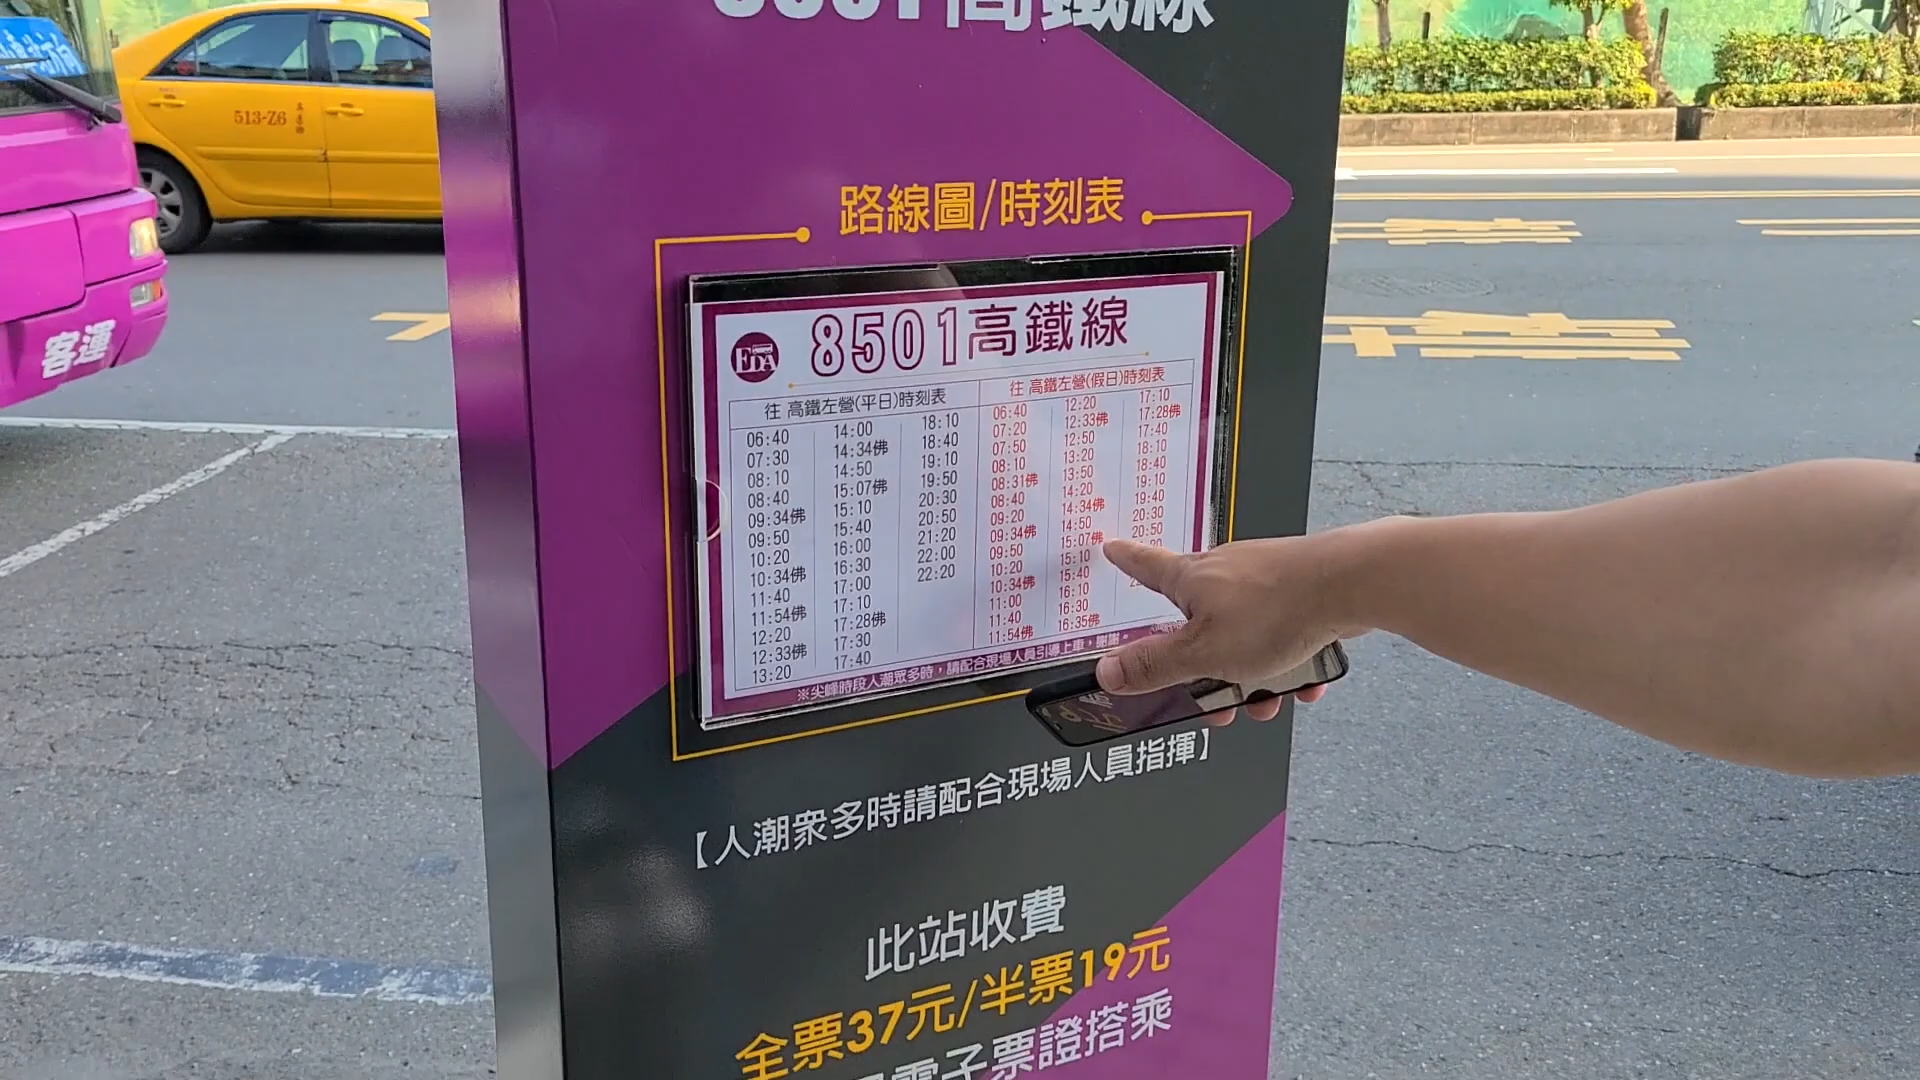 8501高鐵線
513-Z6
客運
路線圖/時刻表
EDA
8501高鐵線
往 高鐵左營(平日)時刻表
06:40
07:30
08:10
08:40
09:34佛
09:50
10:20
10:34佛
11:40
11:54佛
12:20
12:33佛
13:20
14:00
14:34佛
14:50
15:07佛
15:10
15:40
16:00
16:30
17:00
17:10
17:28佛
17:30
17:40
18:10
18:40
19:10
19:50
20:30
20:50
21:20
22:00
22:20
往 高鐵左營(假日)時刻表
06:40
07:20
07:50
08:10
08:31佛
08:40
09:20
09:34佛
09:50
10:20
10:34佛
11:00
11:40
11:54佛
12:20
12:33佛
12:50
13:20
13:50
14:20
14:34佛
14:50
15:07佛
15:10
15:40
16:10
16:30
16:35佛
17:10
17:28佛
17:40
18:10
18:40
19:10
19:40
20:30
20:50
※尖峰時段人潮眾多時，請配合現場人員引導上車，謝謝。
【人潮眾多時請配合現場人員指揮】
此站收費
全票37元/半票19元
電子票證搭乘